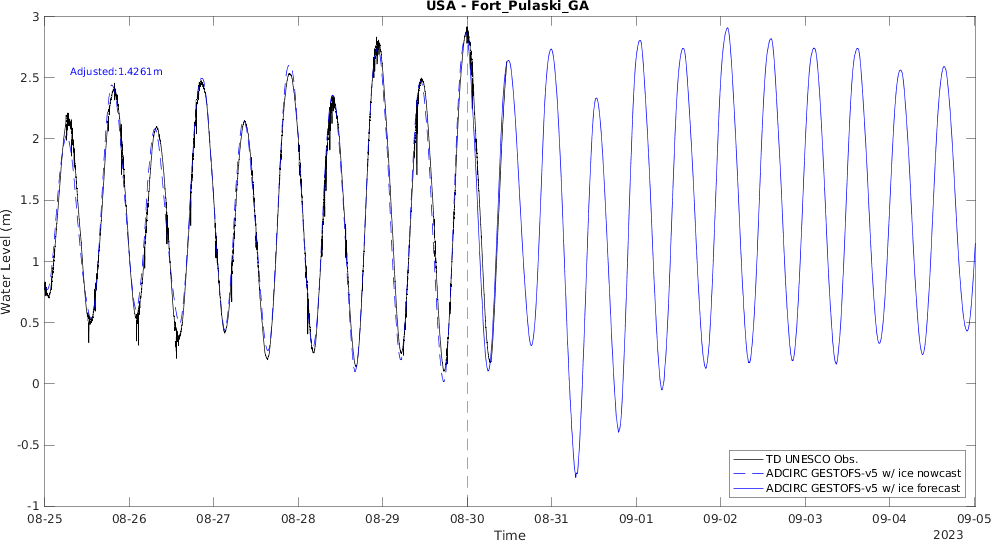 USA - Fort_Pulaski_GA
3
2.5
2
1.5
1
0.5
0
-0.5
-1
Water Level (m)
Adjusted:1.4261m
TD UNESCO Obs.
ADCIRC GESTOFS-v5 w/ ice nowcast
ADCIRC GESTOFS-v5 w/ ice forecast
08-25 08-26 08-27 08-28 08-29 08-30 08-31 09-01 09-02 09-03 09-04 09-05
Time
2023